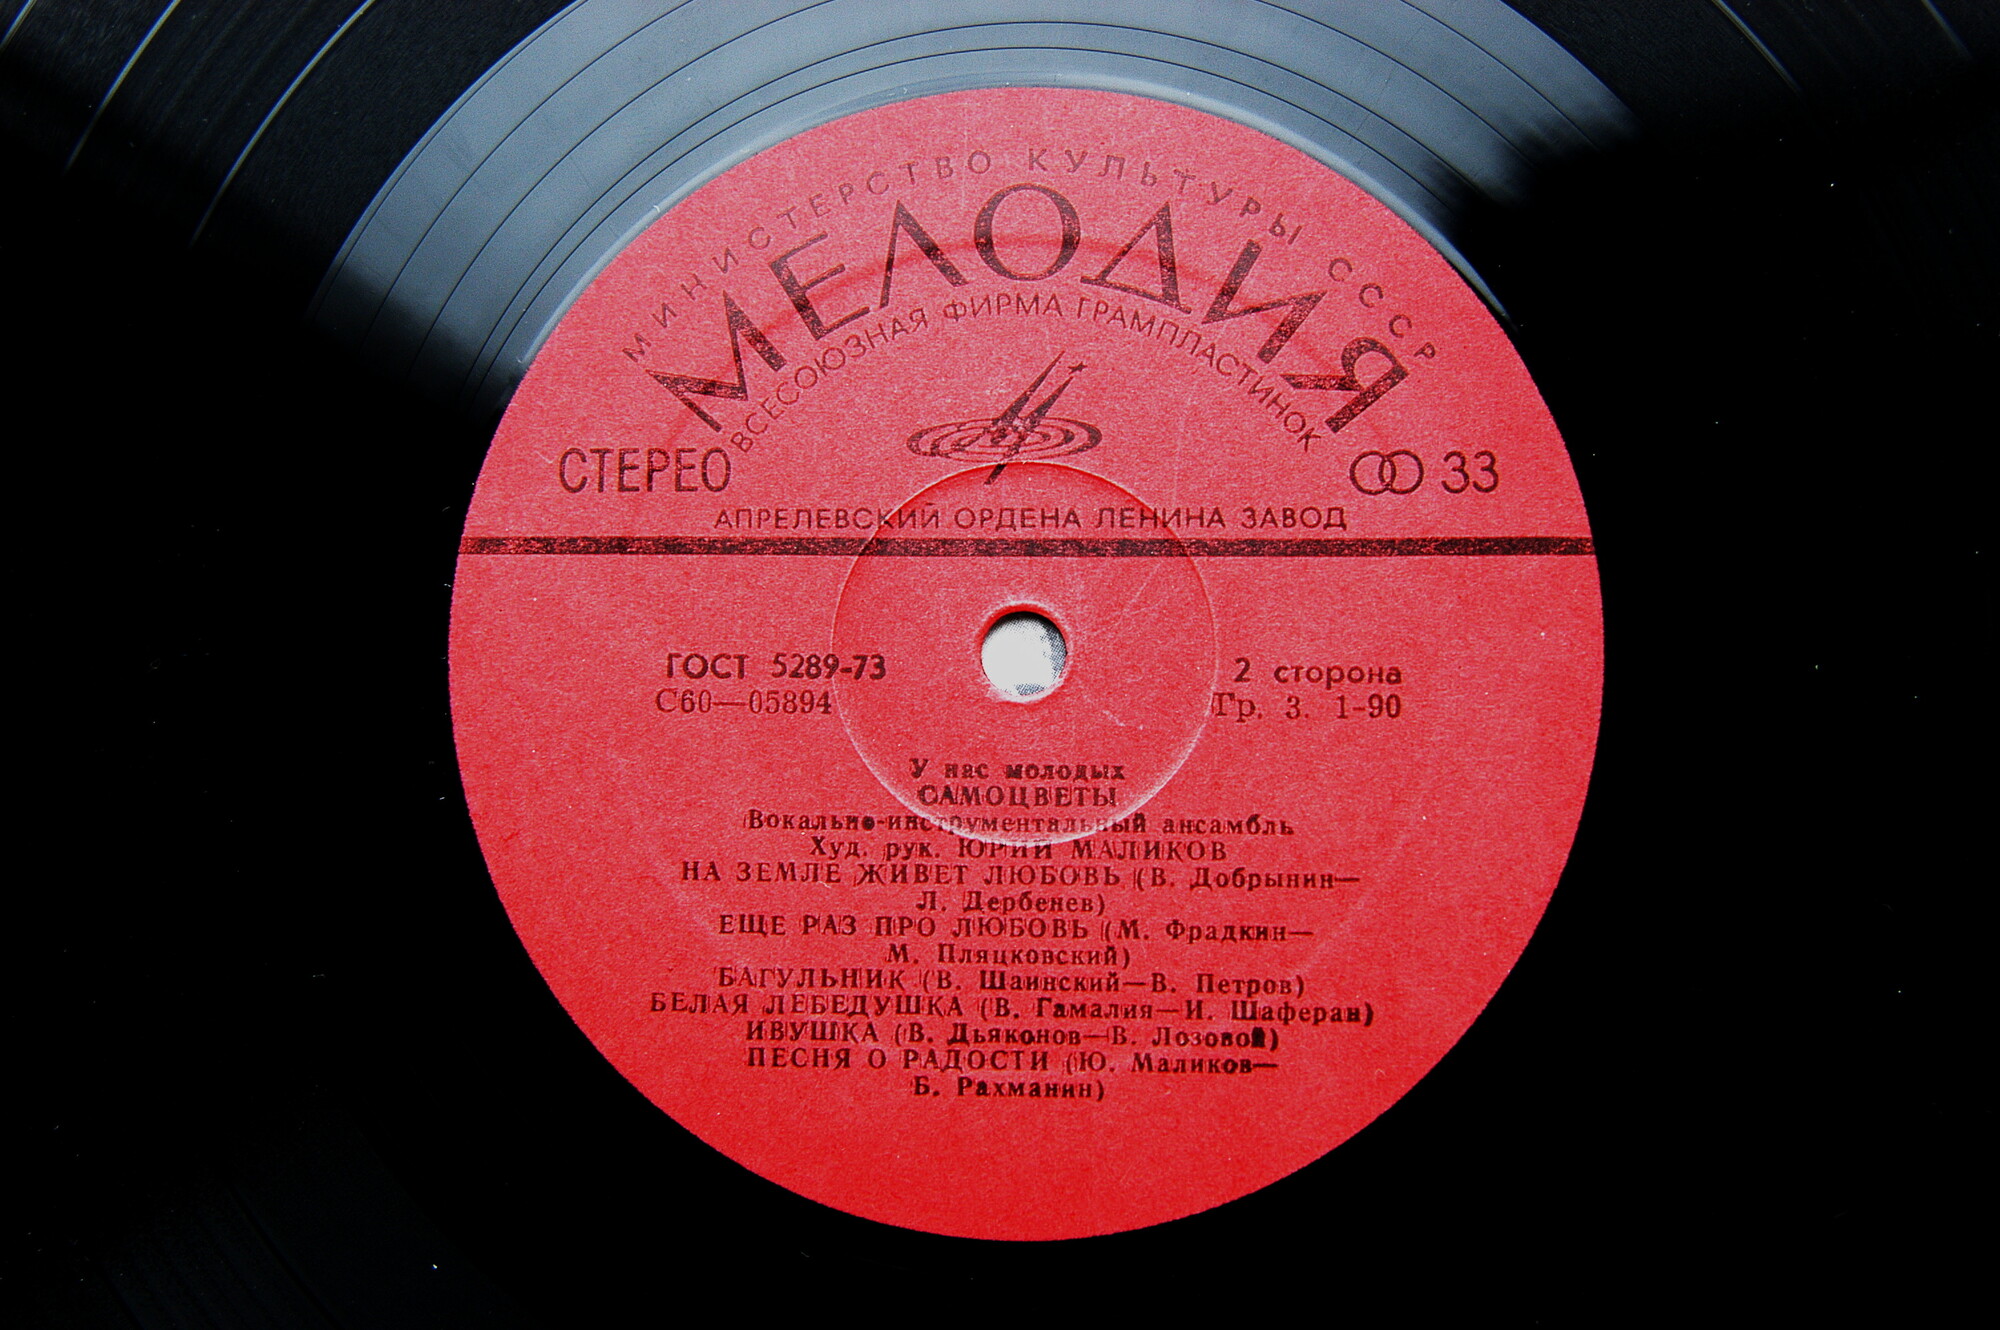 МИНИСТЕРСТВО КУЛЬТУРЫ СССР
МЕЛОДИЯ
ВСЕСОЮЗНАЯ ФИРМА ГРАМПЛАСТИНОК
СТЕРЕО 33
АПРЕЛЕВСКИЙ ОРДЕНА ЛЕНИНА ЗАВОД
ГОСТ 5289-73 2 сторона
С60—05894 Гр. 3. 1-90
У нас молодых
САМОЦВЕТЫ
Вокально-инструментальный ансамбль
Худ. рук. ЮРИЙ МАЛИКОВ
НА ЗЕМЛЕ ЖИВЕТ ЛЮБОВЬ (В. Добрынин—
Л. Дербенев)
ЕЩЕ РАЗ ПРО ЛЮБОВЬ (М. Фрадкин—
М. Пляцковский)
БАГУЛЬНИК (В. Шаинский—В. Петров)
БЕЛАЯ ЛЕБЕДУШКА (В. Гамалия—И. Шаферан)
ИВУШКА (В. Дьяконов—В. Лозовой)
ПЕСНЯ О РАДОСТИ (Ю. Маликов—
Б. Рахманин)